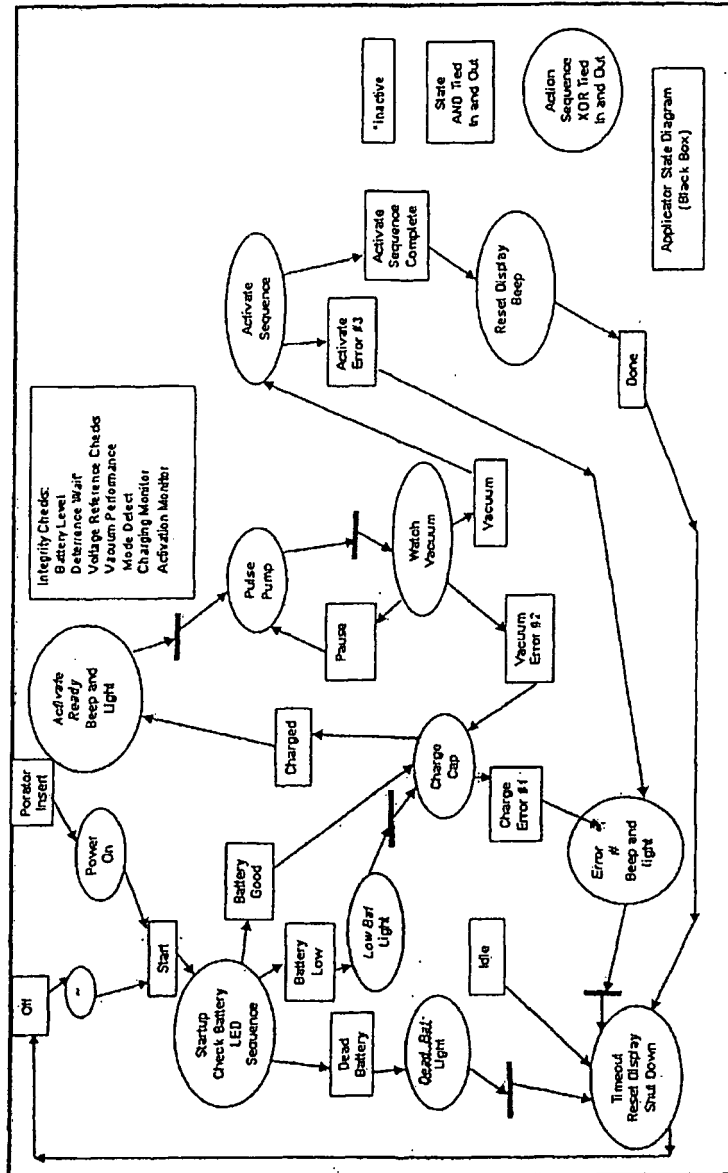 Off
~
Start
Porator
Insert
Power
On
Activate
Ready
Beep and
Light
Integrity Checks:
Battery Level
Deterrence Wait*
Voltage Reference Checks
Vacuum Performance
Mode Detect
Charging Monitor
Activation Monitor
Startup
Check Battery
LED
Sequence
Battery
Good
Battery
Low
Dead
Battery
Low Bat
Light
Dead Bat
Light
Charged
Charge
Cap
Charge
Error #1
Pulse
Pump
Pause
Watch
Vacuum
Vacuum
Vacuum
Error #2
Activate
Sequence
Activate
Error #3
Activate
Sequence
Complete
Reset Display
Beep
Done
Idle
Error
#
Beep and
light
Timeout
Reset Display
Shut Down
*Inactive
State
AND Tied
In and Out
Action
Sequence
XOR Tied
In and Out
Applicator State Diagram
(Black Box)